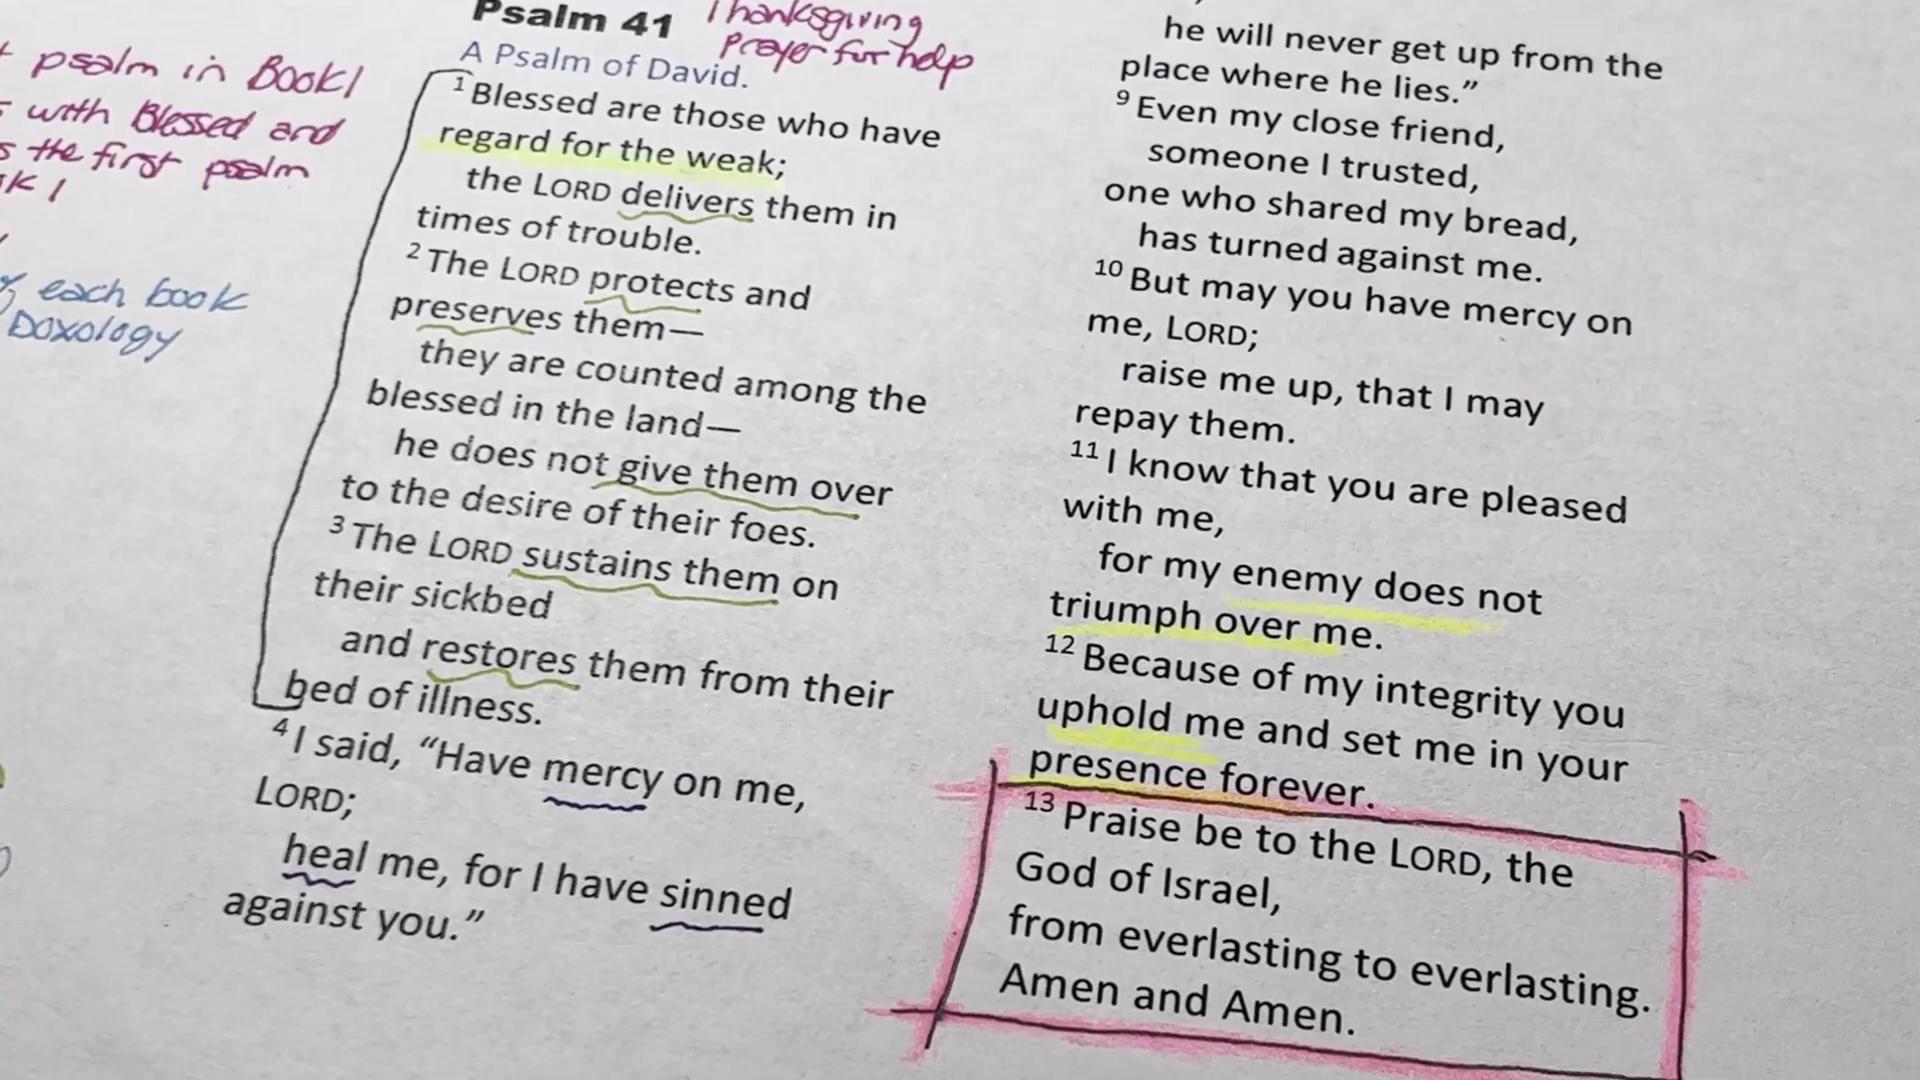 Psalm 41
Thanksgiving
Prayer for help
A Psalm of David.
psalm in Book 1
with Blessed and
the first psalm
1
each book
Doxology
1 Blessed are those who have
regard for the weak;
the LORD delivers them in
times of trouble.
2 The LORD protects and
preserves them—
they are counted among the
blessed in the land—
he does not give them over
to the desire of their foes.
3 The LORD sustains them on
their sickbed
and restores them from their
bed of illness.
4 I said, “Have mercy on me,
LORD;
heal me, for I have sinned
against you.”
he will never get up from the
place where he lies.”
9 Even my close friend,
someone I trusted,
one who shared my bread,
has turned against me.
10 But may you have mercy on
me, LORD;
raise me up, that I may
repay them.
11 I know that you are pleased
with me,
for my enemy does not
triumph over me.
12 Because of my integrity you
uphold me and set me in your
presence forever.
13 Praise be to the LORD, the
God of Israel,
from everlasting to everlasting.
Amen and Amen.